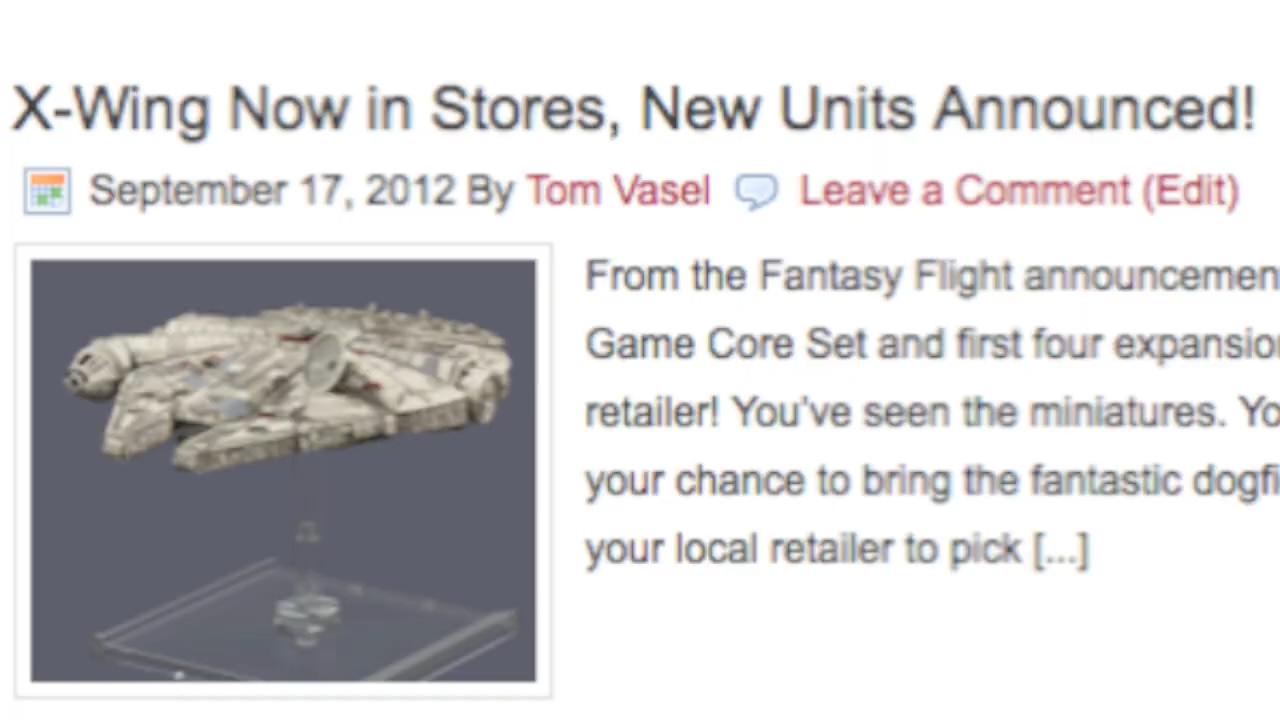 X-Wing Now in Stores, New Units Announced!
September 17, 2012 By Tom Vasel Leave a Comment (Edit)
From the Fantasy Flight announcemen
Game Core Set and first four expansio
retailer! You've seen the miniatures. Yo
your chance to bring the fantastic dogfi
your local retailer to pick [...]